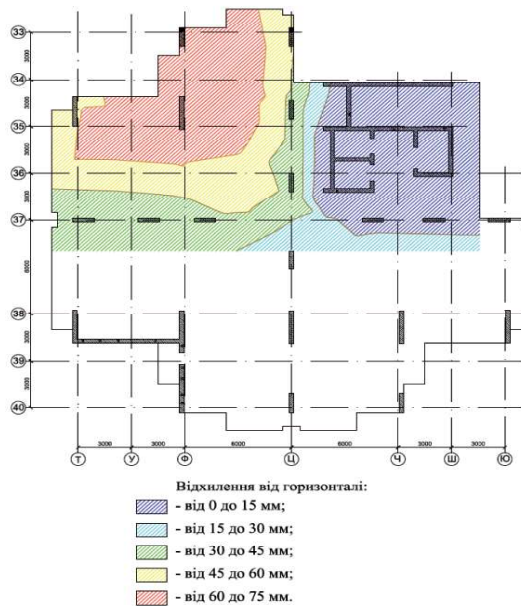 33
3000
34
3000
35
3000
36
3000
37
6000
38
3000
39
3000
40
3000
3000
6000
6000
3000
3000
Т
У
Ф
Ц
Ч
Ш
Ю
Відхилення від горизонталі:
- від 0 до 15 мм;
- від 15 до 30 мм;
- від 30 до 45 мм;
- від 45 до 60 мм;
- від 60 до 75 мм.